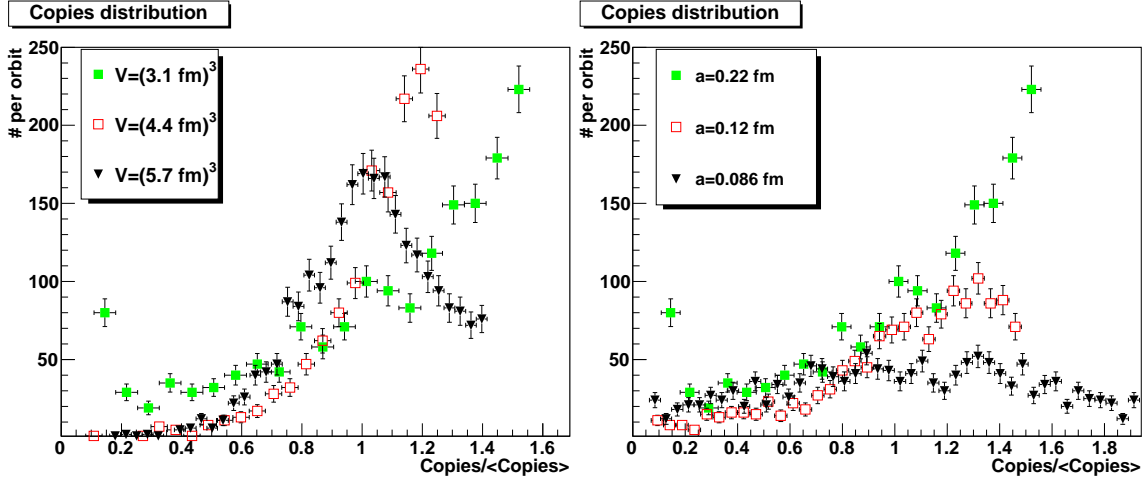 Copies distribution
# per orbit
250
200
150
100
50
V=(3.1 fm)³
V=(4.4 fm)³
V=(5.7 fm)³
0 0.2 0.4 0.6 0.8 1 1.2 1.4 1.6
Copies/<Copies>
Copies distribution
# per orbit
250
200
150
100
50
a=0.22 fm
a=0.12 fm
a=0.086 fm
0 0.2 0.4 0.6 0.8 1 1.2 1.4 1.6 1.8
Copies/<Copies>